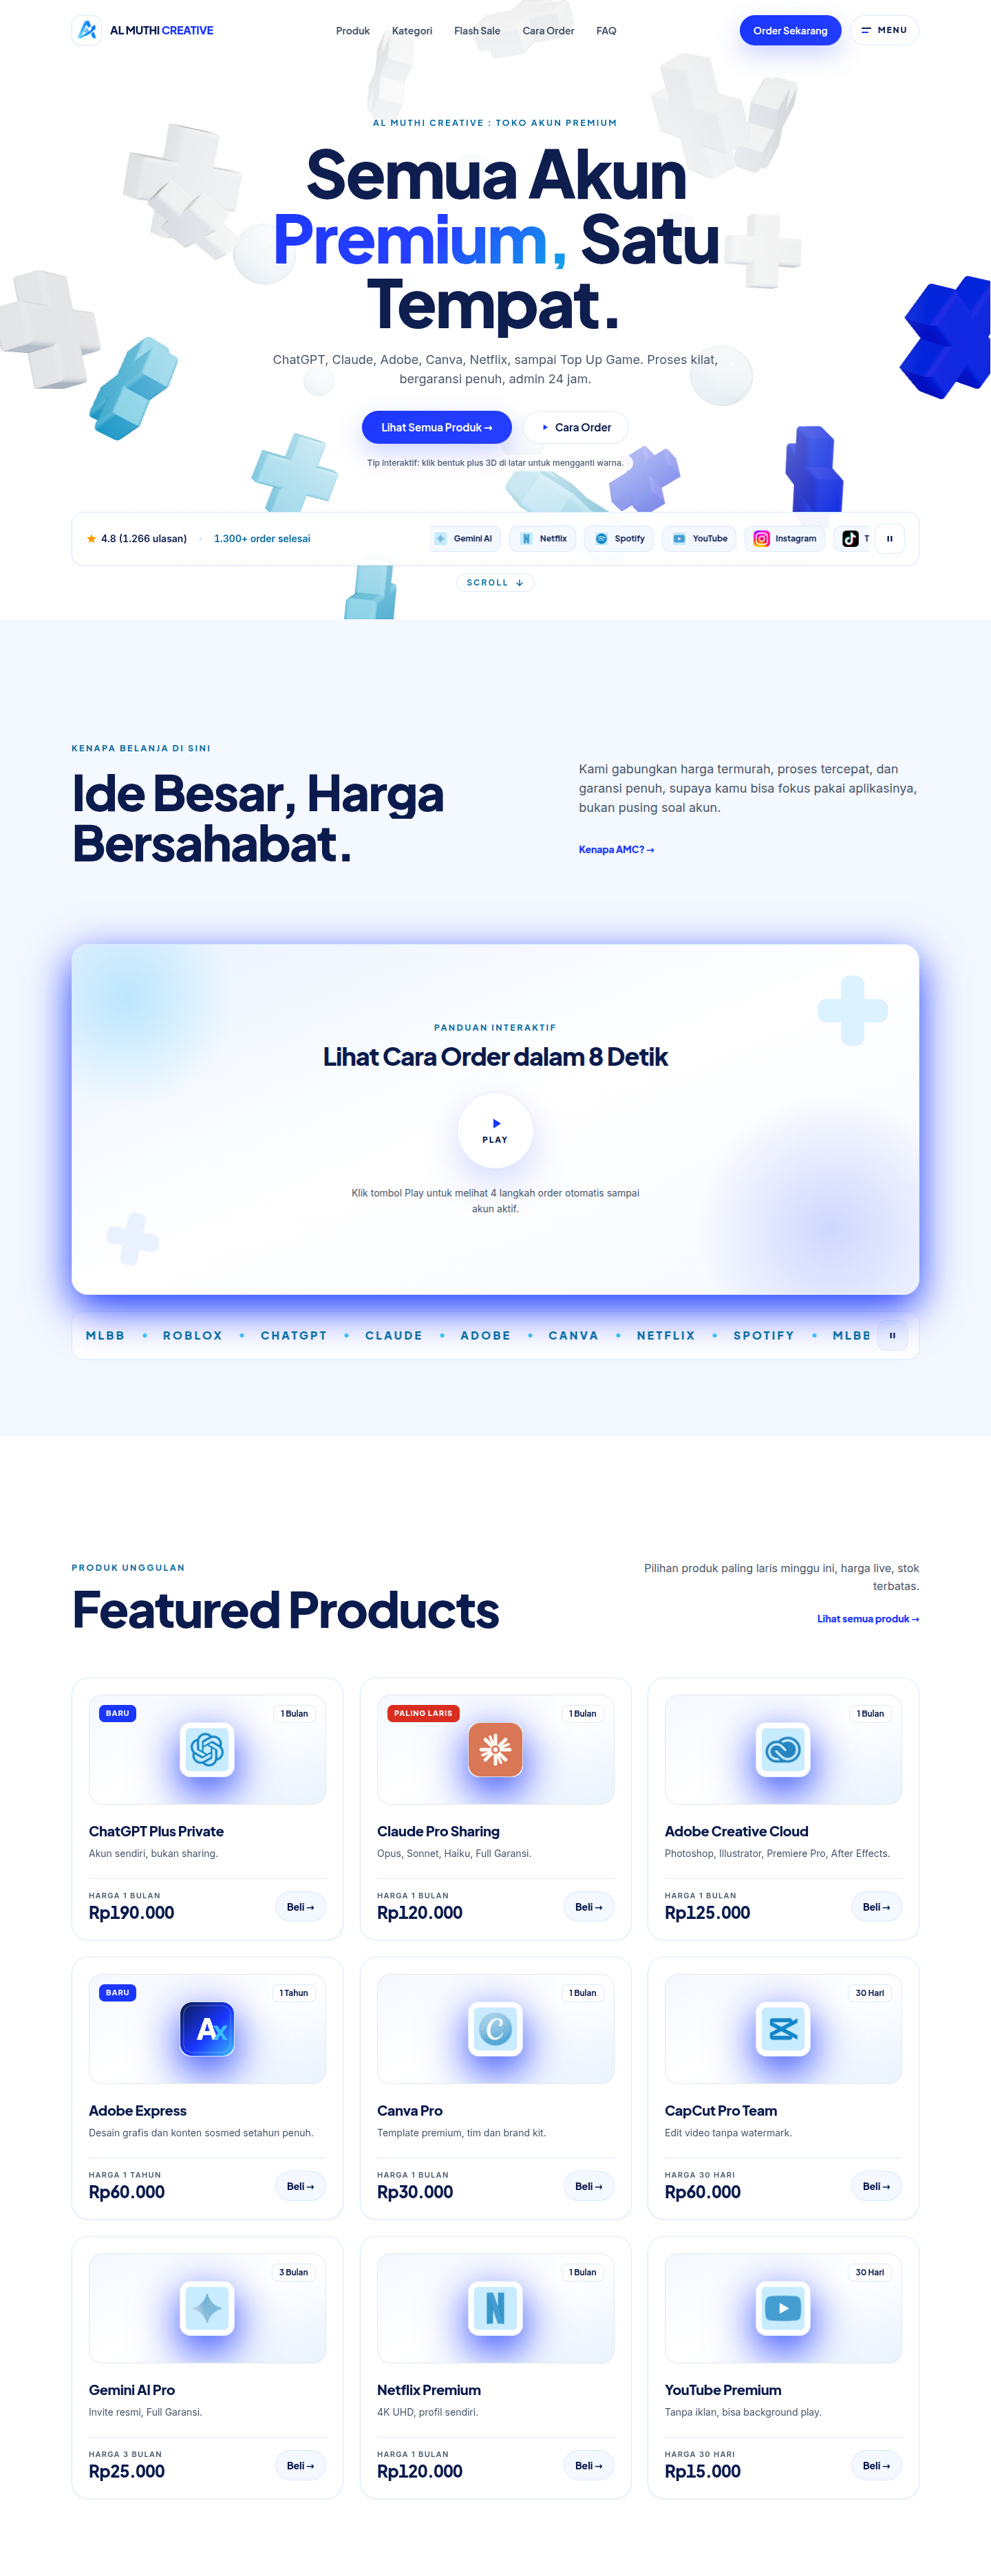 AL MUTHI CREATIVE
Produk
Kategori
Flash Sale
Cara Order
FAQ
Order Sekarang
MENU
AL MUTHI CREATIVE : TOKO AKUN PREMIUM
Semua Akun
Premium, Satu
Tempat.
ChatGPT, Claude, Adobe, Canva, Netflix, sampai Top Up Game. Proses kilat,
bergaransi penuh, admin 24 jam.
Lihat Semua Produk →
Cara Order
Tip interaktif: klik bentuk plus 3D di latar untuk mengganti warna.
4.8 (1.266 ulasan)
1.300+ order selesai
Gemini AI
Netflix
Spotify
YouTube
Instagram
T
SCROLL ↓
KENAPA BELANJA DI SINI
Ide Besar, Harga
Bersahabat.
Kami gabungkan harga termurah, proses tercepat, dan
garansi penuh, supaya kamu bisa fokus pakai aplikasinya,
bukan pusing soal akun.
Kenapa AMC? →
PANDUAN INTERAKTIF
Lihat Cara Order dalam 8 Detik
PLAY
Klik tombol Play untuk melihat 4 langkah order otomatis sampai
akun aktif.
MLBB • ROBLOX • CHATGPT • CLAUDE • ADOBE • CANVA • NETFLIX • SPOTIFY • MLBB
PRODUK UNGGULAN
Featured Products
Pilihan produk paling laris minggu ini, harga live, stok
terbatas.
Lihat semua produk →
BARU
1 Bulan
ChatGPT Plus Private
Akun sendiri, bukan sharing.
HARGA 1 BULAN
Rp190.000
Beli →
PALING LARIS
1 Bulan
Claude Pro Sharing
Opus, Sonnet, Haiku, Full Garansi.
HARGA 1 BULAN
Rp120.000
Beli →
1 Bulan
Adobe Creative Cloud
Photoshop, Illustrator, Premiere Pro, After Effects.
HARGA 1 BULAN
Rp125.000
Beli →
BARU
1 Tahun
Ax
Adobe Express
Desain grafis dan konten sosmed setahun penuh.
HARGA 1 TAHUN
Rp60.000
Beli →
1 Bulan
C
Canva Pro
Template premium, tim dan brand kit.
HARGA 1 BULAN
Rp30.000
Beli →
30 Hari
CapCut Pro Team
Edit video tanpa watermark.
HARGA 30 HARI
Rp60.000
Beli →
3 Bulan
Gemini AI Pro
Invite resmi, Full Garansi.
HARGA 3 BULAN
Rp25.000
Beli →
1 Bulan
N
Netflix Premium
4K UHD, profil sendiri.
HARGA 1 BULAN
Rp120.000
Beli →
30 Hari
YouTube Premium
Tanpa iklan, bisa background play.
HARGA 30 HARI
Rp15.000
Beli →